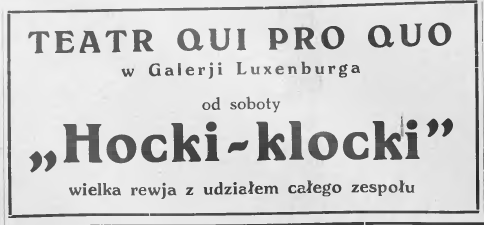 TEATR QUI PRO QUO
w Galerji Luxenburga
od soboty
„Hocki-klocki”
wielka rewja z udziałem całego zespołu